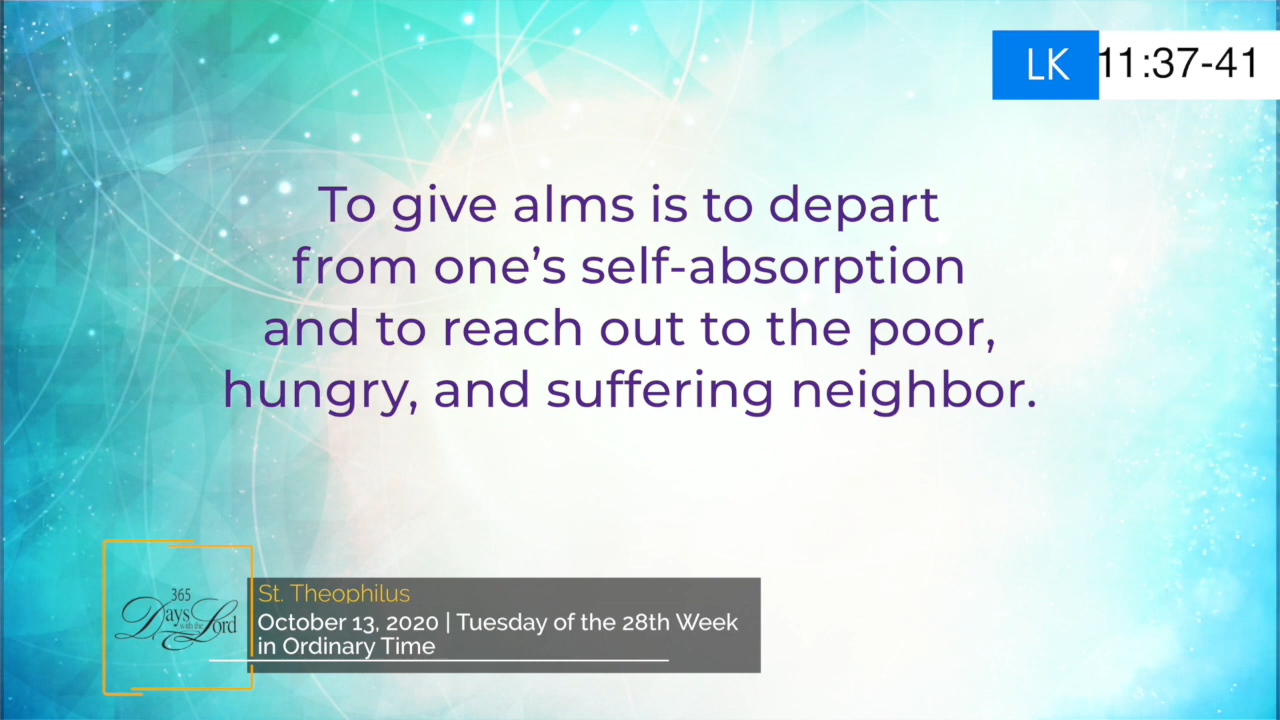 LK 11:37-41
To give alms is to depart
from one’s self-absorption
and to reach out to the poor,
hungry, and suffering neighbor.
365
Days with the Lord
St. Theophilus
October 13, 2020 | Tuesday of the 28th Week
in Ordinary Time